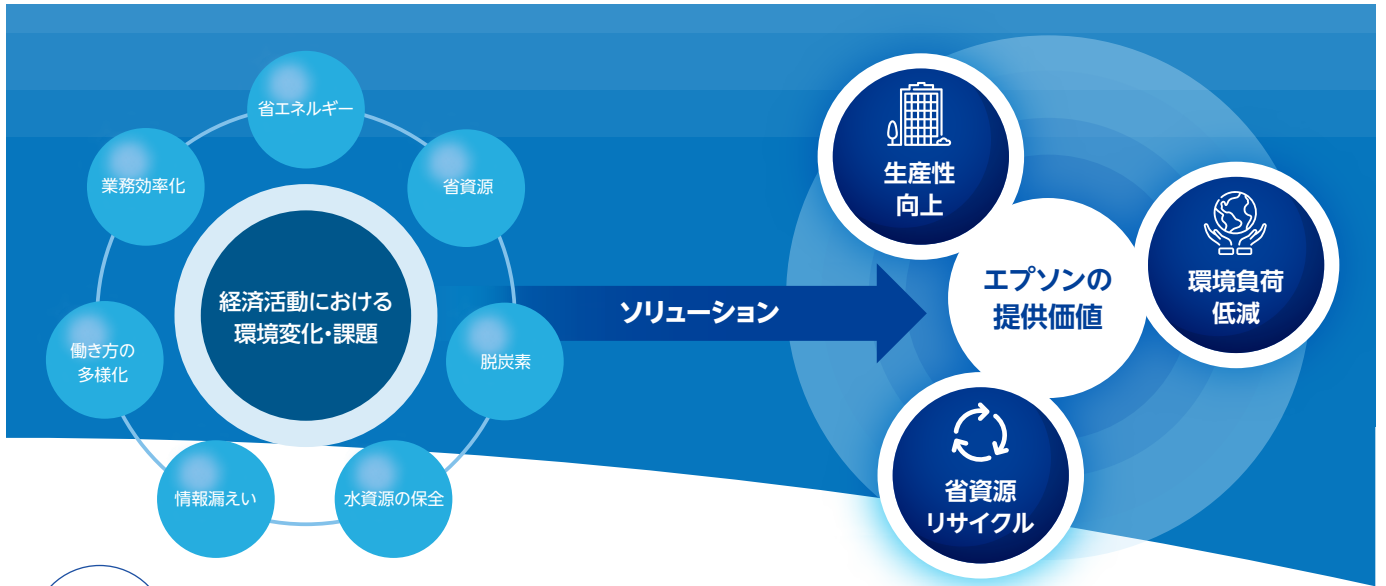 省エネルギー
業務効率化
省資源
経済活動における
環境変化・課題
働き方の
多様化
脱炭素
情報漏えい
水資源の保全
ソリューション
生産性
向上
エプソンの
提供価値
環境負荷
低減
省資源
リサイクル